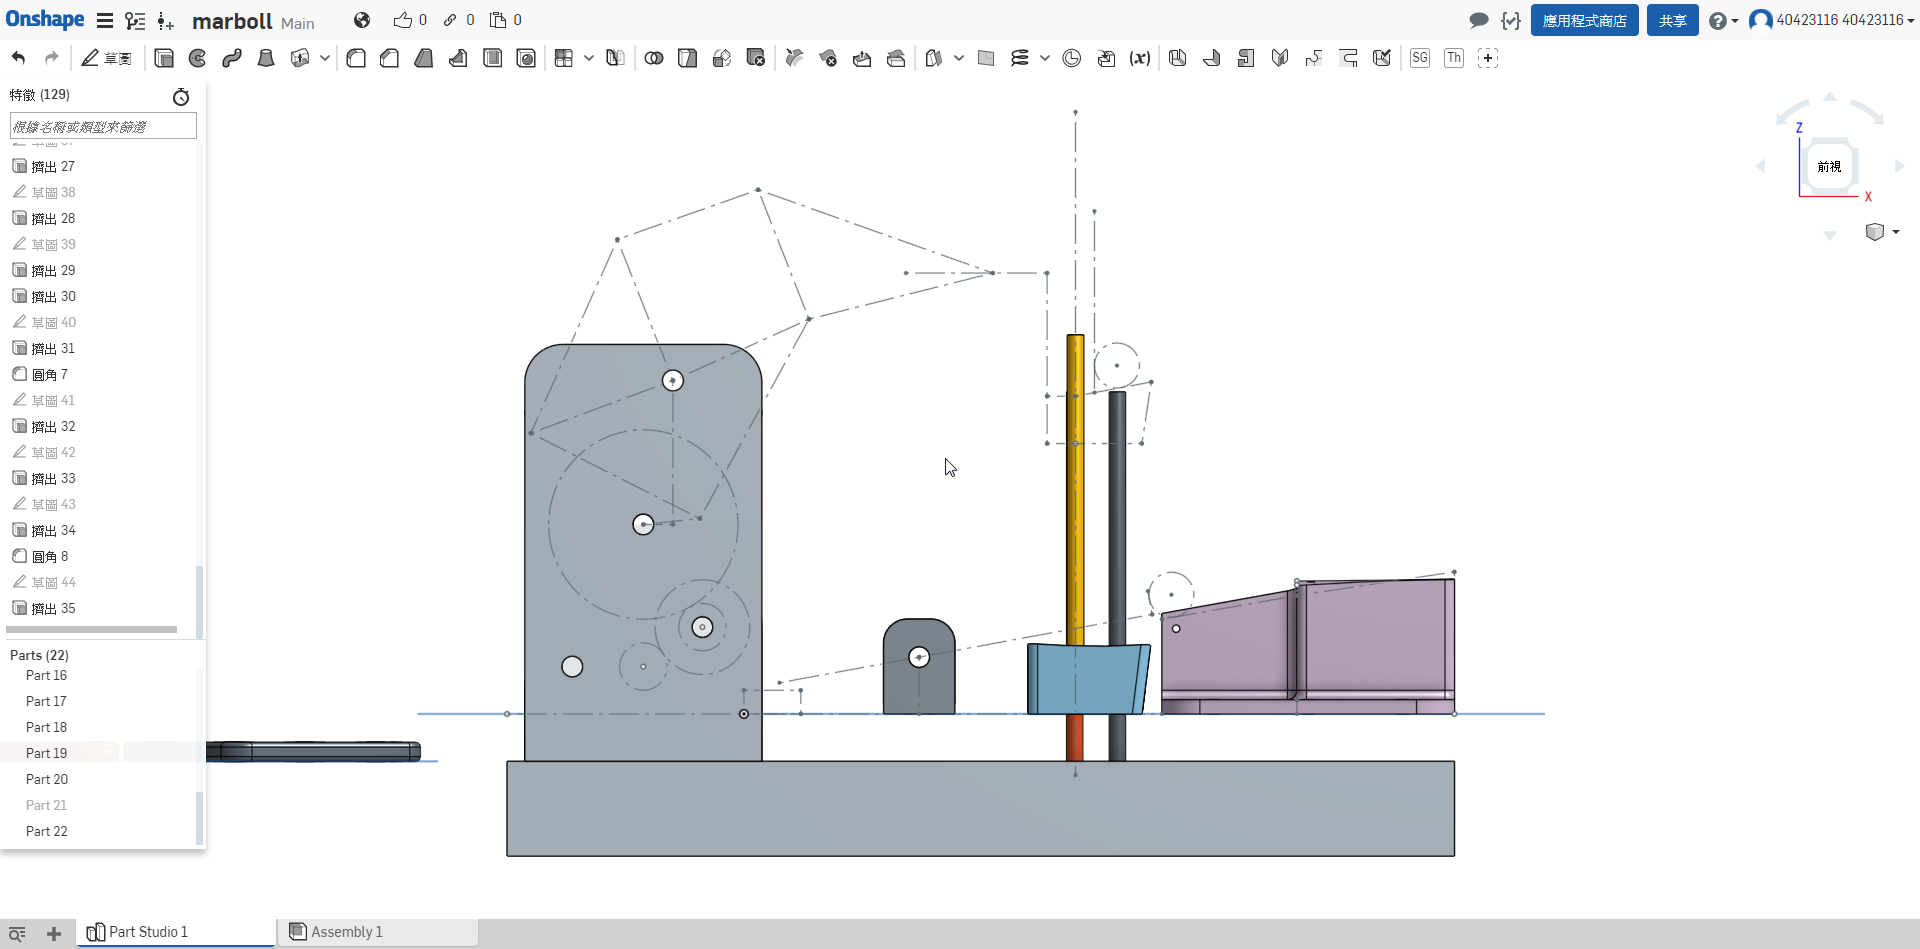 Onshape
marboll Main
0
0
0
應用程式商店
共享
40423116 40423116
草圖
SG
Th
特徵 (129)
根據名稱或類型來篩選
擠出 27
草圖 38
擠出 28
草圖 39
擠出 29
擠出 30
草圖 40
擠出 31
圓角 7
草圖 41
擠出 32
草圖 42
擠出 33
草圖 43
擠出 34
圓角 8
草圖 44
擠出 35
Parts (22)
Part 16
Part 17
Part 18
Part 19
Part 20
Part 21
Part 22
Z
前視
X
Part Studio 1
Assembly 1